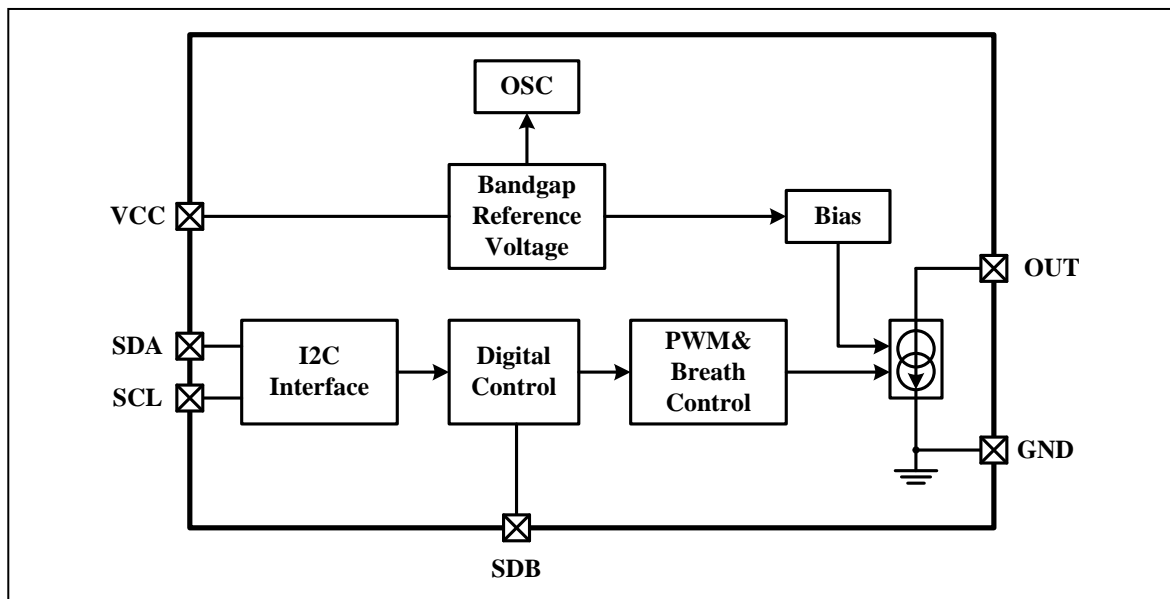 OSC
Bandgap
Reference
Voltage
VCC
Bias
OUT
SDA
SCL
I2C
Interface
Digital
Control
PWM&
Breath
Control
GND
SDB